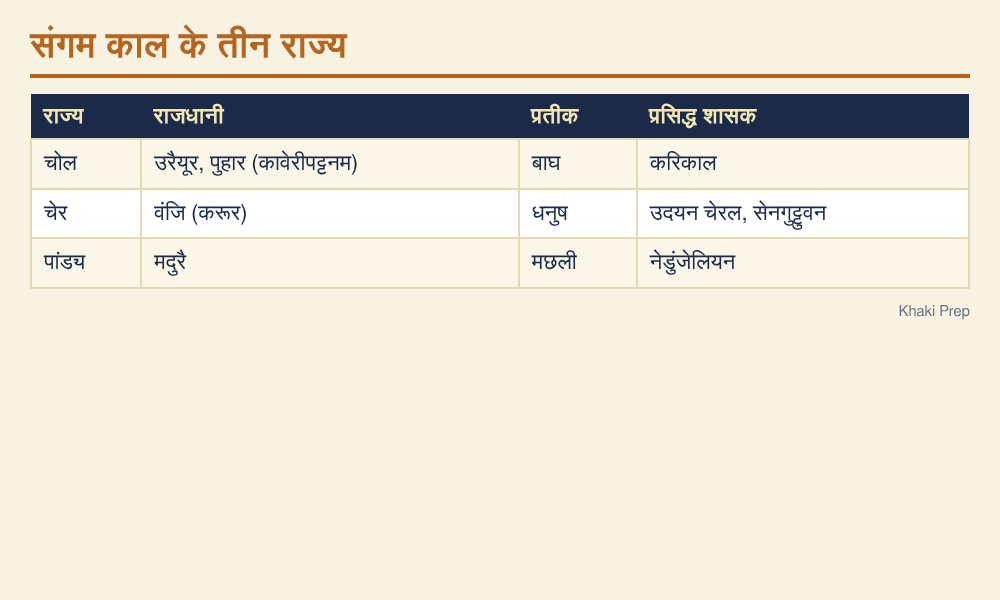 संगम काल के तीन राज्य
राज्य राजधानी प्रतीक प्रसिद्ध शासक
चोल उरैयूर, पुहार (कावेरीपट्टनम) बाघ करिकाल
चेर वंजि (करूर) धनुष उदयन चेरल, सेनगुट्टुवन
पांड्य मदुरै मछली नेडुंजेलियन
Khaki Prep